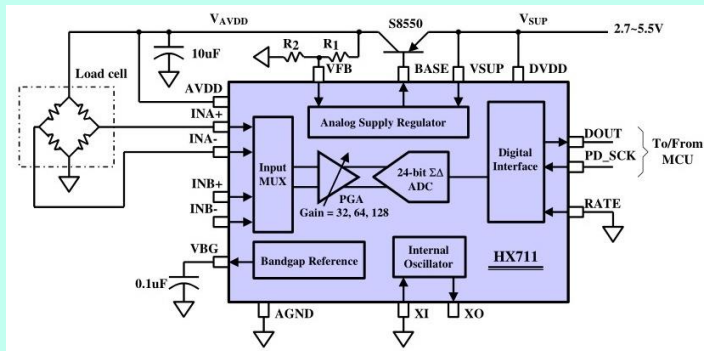 V_AVDD S8550 V_SUP 2.7~5.5V
10uF R2 R1
Load cell
VFB BASE VSUP DVDD
AVDD
INA+
INA-
Analog Supply Regulator
Input
MUX
PGA
Gain = 32, 64, 128
24-bit ΣΔ
ADC
Digital
Interface
DOUT
PD_SCK
To/From
MCU
INB+
INB-
RATE
VBG
Bandgap Reference
Internal
Oscillator
HX711
0.1uF
AGND XI XO